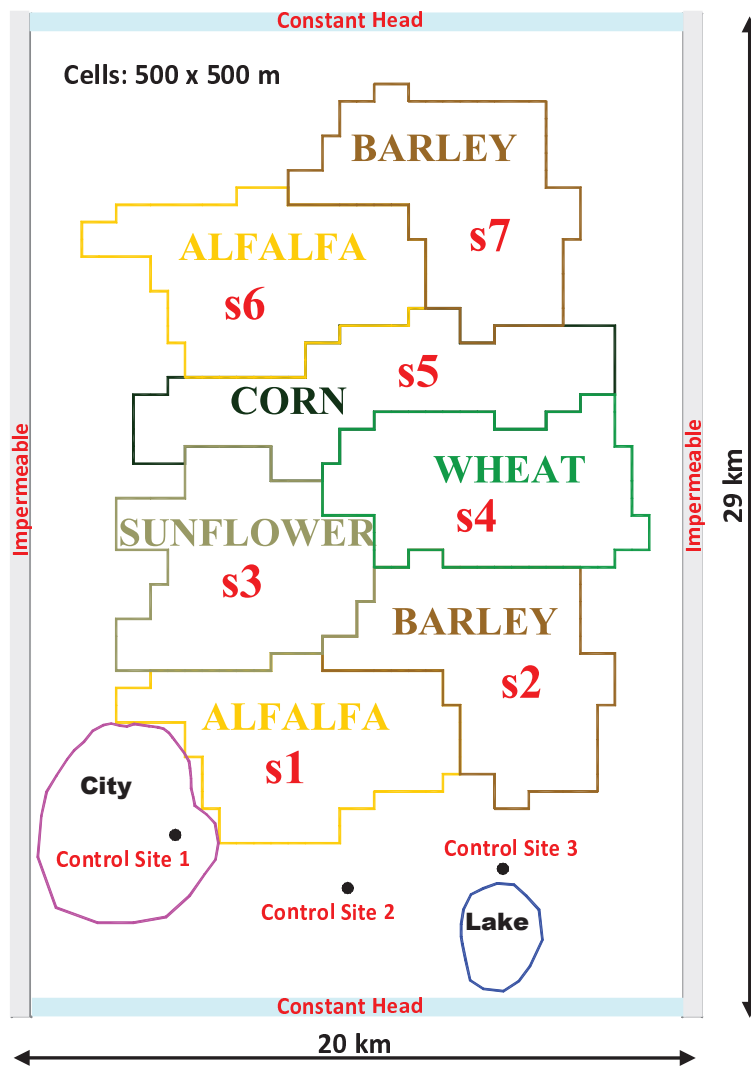 Constant Head
Cells: 500 x 500 m
BARLEY
s7
ALFALFA
s6
s5
CORN
Impermeable
WHEAT
s4
Impermeable
29 km
SUNFLOWER
s3
BARLEY
s2
ALFALFA
s1
City
Control Site 1
Control Site 3
Control Site 2
Lake
Constant Head
20 km